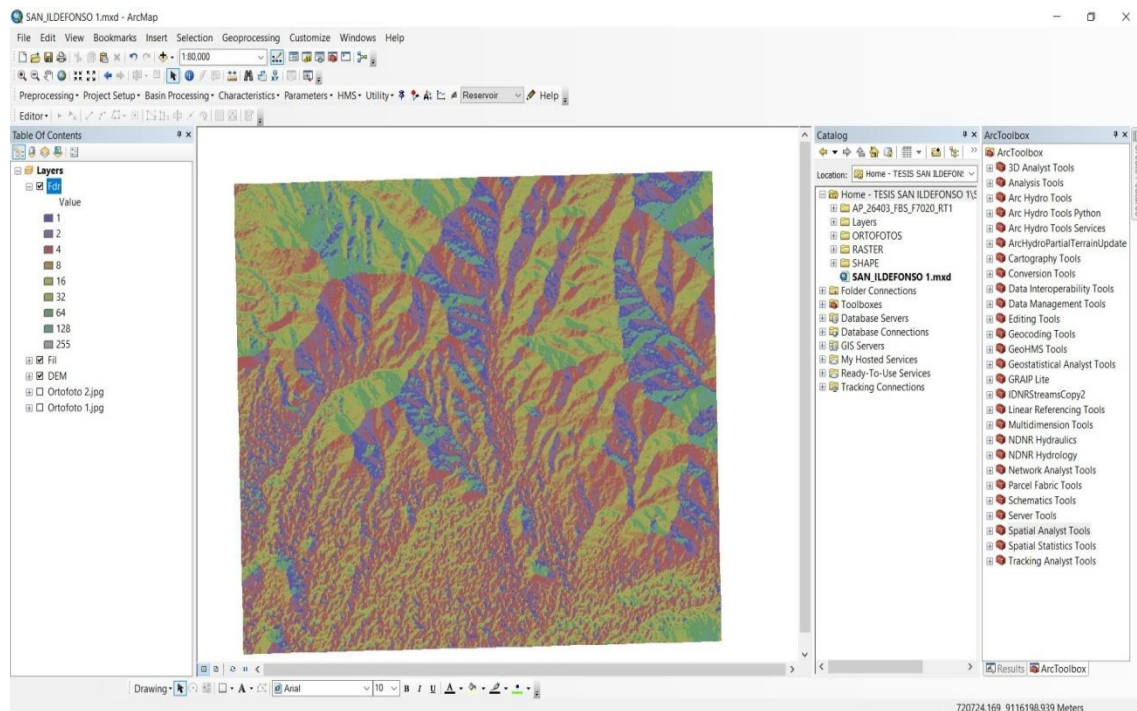 SAN_ILDEFONSO 1.mxd - ArcMap
File Edit View Bookmarks Insert Selection Geoprocessing Customize Windows Help
1:80,000
Preprocessing Project Setup Basin Processing Characteristics Parameters HMS Utility Reservoir Help
Editor
Table Of Contents
Layers
Fdr
Value
1
2
4
8
16
32
64
128
255
Fil
DEM
Ortofoto 2.jpg
Ortofoto 1.jpg
Catalog
Location: Home - TESIS SAN ILDEFON
Home - TESIS SAN ILDEFONSO 1\S
AP_26403_FBS_F7020_RT1
Layers
ORTOFOTOS
RASTER
SHAPE
SAN_ILDEFONSO 1.mxd
Folder Connections
Toolboxes
Database Servers
Database Connections
GIS Servers
My Hosted Services
Ready-To-Use Services
Tracking Connections
ArcToolbox
ArcToolbox
3D Analyst Tools
Analysis Tools
Arc Hydro Tools
Arc Hydro Tools Python
Arc Hydro Tools Services
ArcHydroPartialTerrainUpdate
Cartography Tools
Conversion Tools
Data Interoperability Tools
Data Management Tools
Editing Tools
Geocoding Tools
GeoHMS Tools
Geostatistical Analyst Tools
GRAIP Lite
IDNRStreamsCopy2
Linear Referencing Tools
Multidimension Tools
NDNR Hydraulics
NDNR Hydrology
Network Analyst Tools
Parcel Fabric Tools
Schematics Tools
Server Tools
Spatial Analyst Tools
Spatial Statistics Tools
Tracking Analyst Tools
Results ArcToolbox
Drawing A Arial 10 B I U A
720724.169 9116198.939 Meters